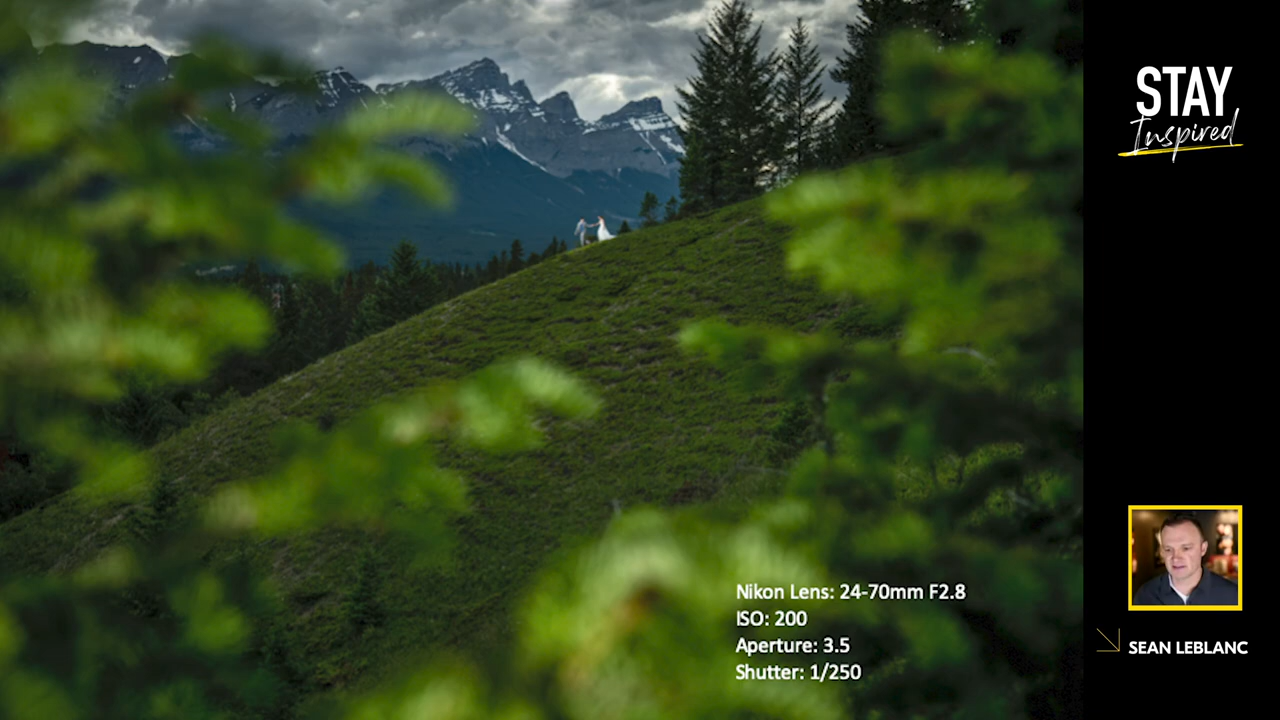 STAY
Inspired
Nikon Lens: 24-70mm F2.8
ISO: 200
Aperture: 3.5
Shutter: 1/250
SEAN LEBLANC